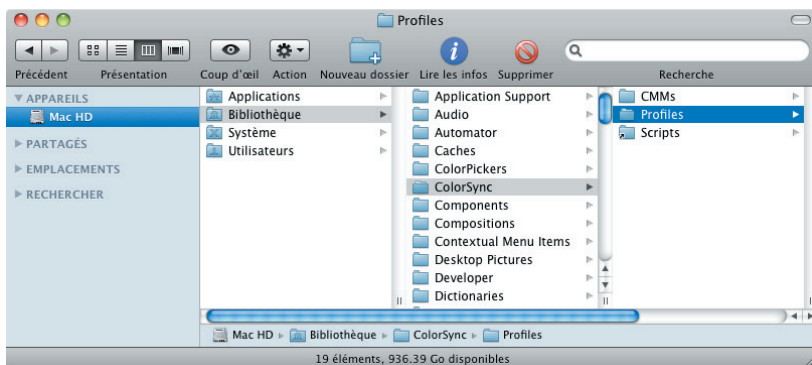 Profiles
Précédent Présentation Coup d'œil Action Nouveau dossier Lire les infos Supprimer Recherche
APPAREILS
Mac HD
PARTAGÉS
EMPLACEMENTS
RECHERCHER
Applications
Bibliothèque
Système
Utilisateurs
Application Support
Audio
Automator
Caches
ColorPickers
ColorSync
Components
Compositions
Contextual Menu Items
Desktop Pictures
Developer
Dictionaries
CMMs
Profiles
Scripts
Mac HD Bibliothèque ColorSync Profiles
19 éléments, 936.39 Go disponibles